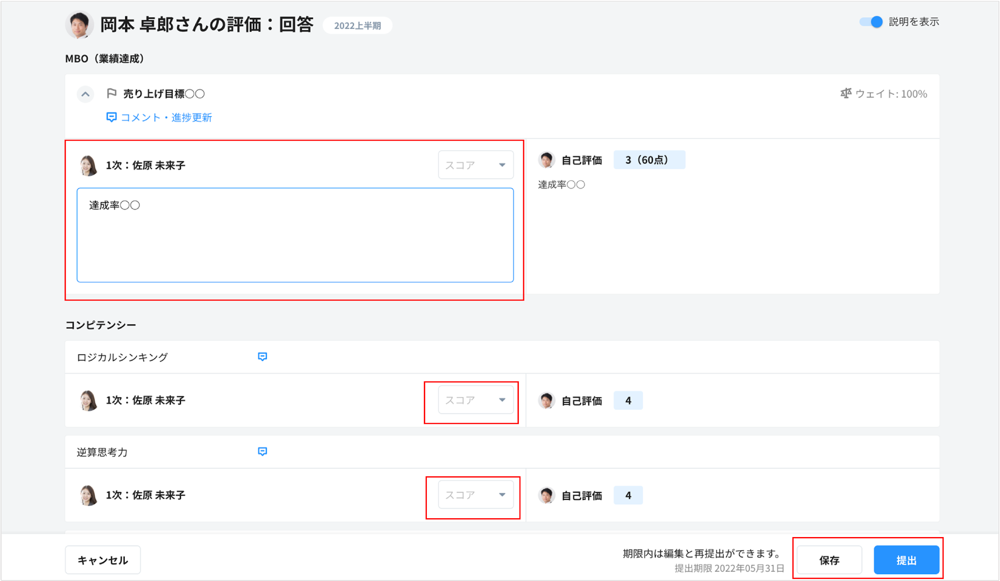 岡本 卓郎さんの評価：回答
2022上半期
説明を表示
MBO（業績達成）
売り上げ目標〇〇
ウェイト: 100%
コメント・進捗更新
1次：佐原 未来子
スコア
達成率〇〇
自己評価
3（60点）
達成率〇〇
コンピテンシー
ロジカルシンキング
1次：佐原 未来子
スコア
自己評価
4
逆算思考力
1次：佐原 未来子
スコア
自己評価
4
キャンセル
期限内は編集と再提出ができます。
提出期限 2022年05月31日
保存
提出